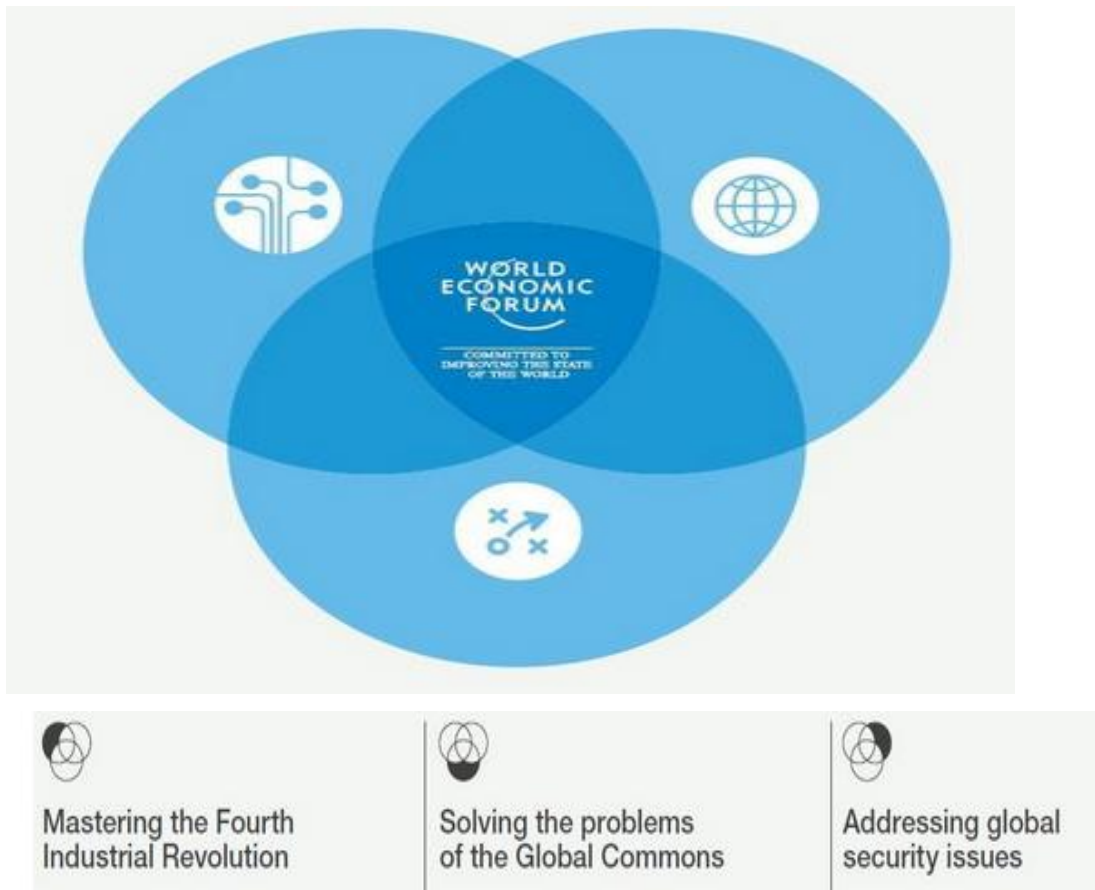 WORLD
ECONOMIC
FORUM
COMMITTED TO
IMPROVING THE STATE
OF THE WORLD
Mastering the Fourth
Industrial Revolution
Solving the problems
of the Global Commons
Addressing global
security issues